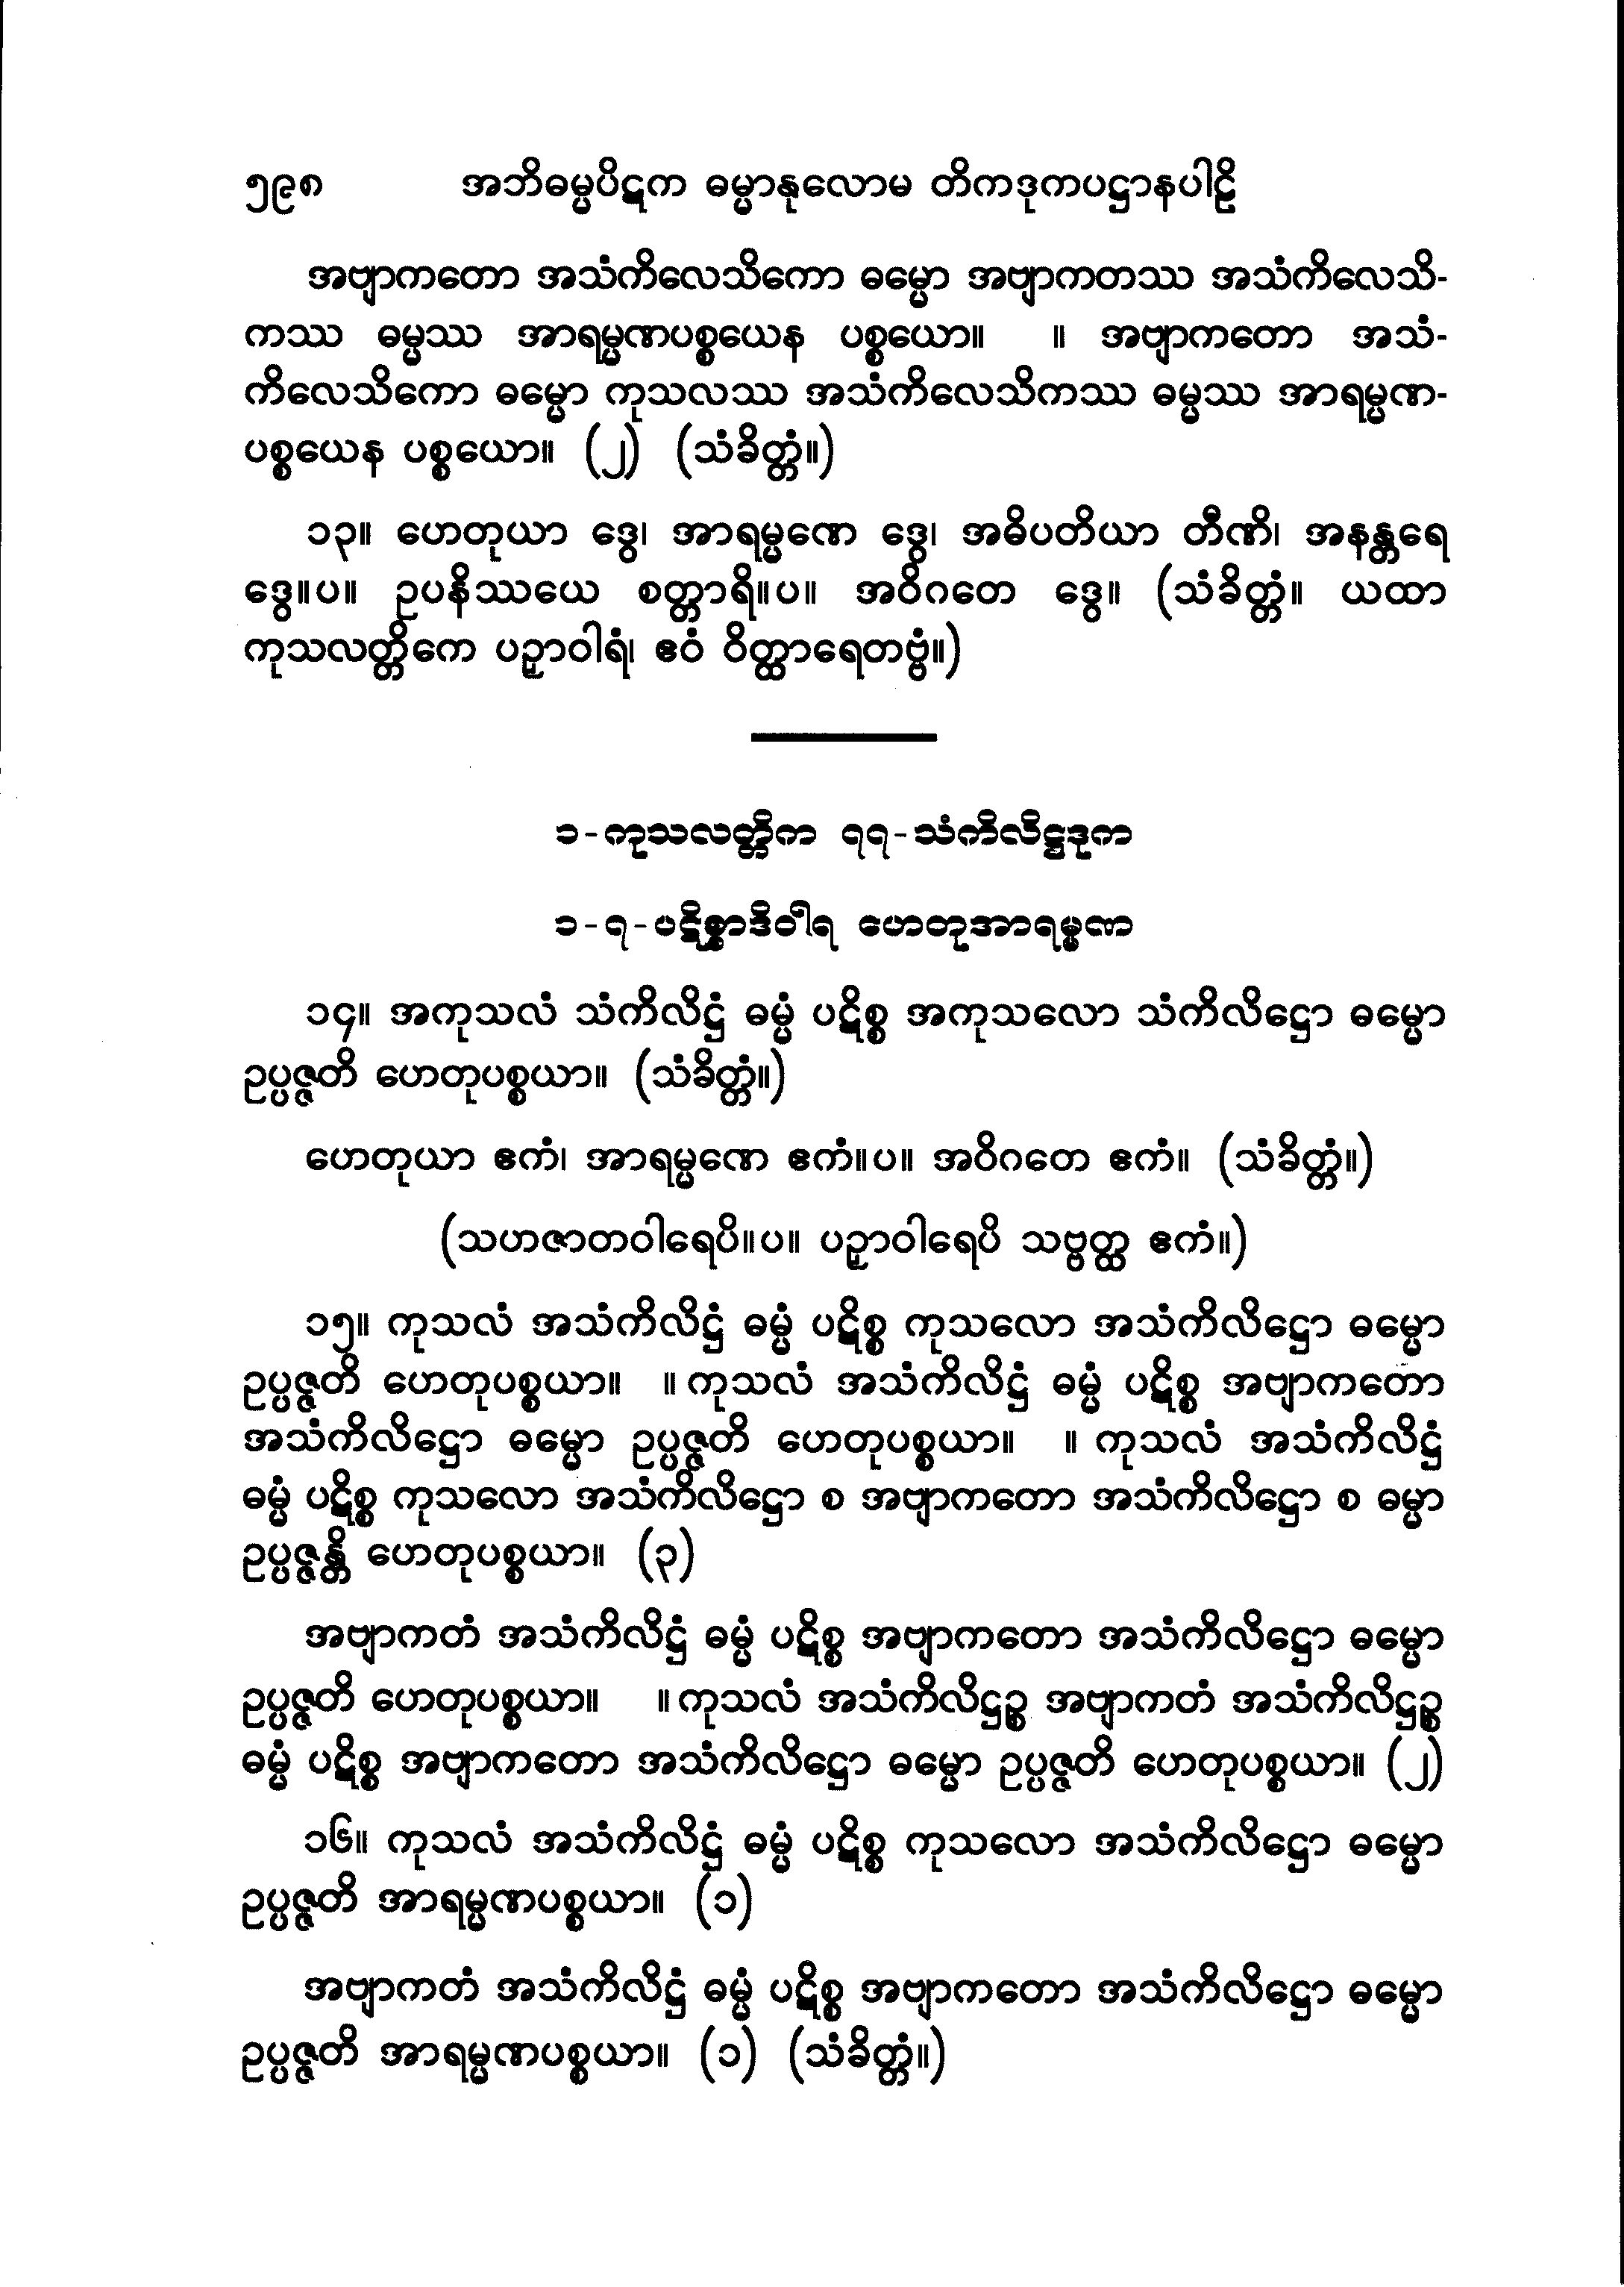 ၅၉၈ အဘိဓမ္မပိဋက ဓမ္မာနုလောမ တိကဒုကပဋ္ဌာနပါဠိ
အဗျာကတော အသံကိလေသိကော ဓမ္မော အဗျာကတဿ အသံကိလေသိ-
ကဿ ဓမ္မဿ အာရမ္မဏပစ္စယေန ပစ္စယော။ ။ အဗျာကတော အသံ-
ကိလေသိကော ဓမ္မော ကုသလဿ အသံကိလေသိကဿ ဓမ္မဿ အာရမ္မဏ-
ပစ္စယေန ပစ္စယော။ (၂) (သံခိတ္တံ။)
၁၃။ ဟေတုယာ ဒွေ၊ အာရမ္မဏေ ဒွေ၊ အဓိပတိယာ တီဏိ၊ အနန္တရေ
ဒွေ။ပ။ ဥပနိဿယေ စတ္တာရိ။ပ။ အဝိဂတေ ဒွေ။ (သံခိတ္တံ။ ယထာ
ကုသလတ္တိကေ ပဉှာဝါရံ၊ ဧဝံ ဝိတ္ထာရေတဗ္ဗံ။)
၁-ကုသလတ္တိက ၇၇-သံကိလိဋ္ဌဒုက
၁-၇-ပဋိစ္စာဒိဝါရ ဟေတုအာရမ္မဏ
၁၄။ အကုသလံ သံကိလိဋ္ဌံ ဓမ္မံ ပဋိစ္စ အကုသလော သံကိလိဋ္ဌော ဓမ္မော
ဥပ္ပဇ္ဇတိ ဟေတုပစ္စယာ။ (သံခိတ္တံ။)
ဟေတုယာ ဧကံ၊ အာရမ္မဏေ ဧကံ။ပ။ အဝိဂတေ ဧကံ။ (သံခိတ္တံ။)
(သဟဇာတဝါရေပိ။ပ။ ပဉှာဝါရေပိ သဗ္ဗတ္ထ ဧကံ။)
၁၅။ ကုသလံ အသံကိလိဋ္ဌံ ဓမ္မံ ပဋိစ္စ ကုသလော အသံကိလိဋ္ဌော ဓမ္မော
ဥပ္ပဇ္ဇတိ ဟေတုပစ္စယာ။ ။ ကုသလံ အသံကိလိဋ္ဌံ ဓမ္မံ ပဋိစ္စ အဗျာကတော
အသံကိလိဋ္ဌော ဓမ္မော ဥပ္ပဇ္ဇတိ ဟေတုပစ္စယာ။ ။ ကုသလံ အသံကိလိဋ္ဌံ
ဓမ္မံ ပဋိစ္စ ကုသလော အသံကိလိဋ္ဌော စ အဗျာကတော အသံကိလိဋ္ဌော စ ဓမ္မာ
ဥပ္ပဇ္ဇန္တိ ဟေတုပစ္စယာ။ (၃)
အဗျာကတံ အသံကိလိဋ္ဌံ ဓမ္မံ ပဋိစ္စ အဗျာကတော အသံကိလိဋ္ဌော ဓမ္မော
ဥပ္ပဇ္ဇတိ ဟေတုပစ္စယာ။ ။ ကုသလံ အသံကိလိဋ္ဌဉ္စ အဗျာကတံ အသံကိလိဋ္ဌဉ္စ
ဓမ္မံ ပဋိစ္စ အဗျာကတော အသံကိလိဋ္ဌော ဓမ္မော ဥပ္ပဇ္ဇတိ ဟေတုပစ္စယာ။ (၂)
၁၆။ ကုသလံ အသံကိလိဋ္ဌံ ဓမ္မံ ပဋိစ္စ ကုသလော အသံကိလိဋ္ဌော ဓမ္မော
ဥပ္ပဇ္ဇတိ အာရမ္မဏပစ္စယာ။ (၁)
အဗျာကတံ အသံကိလိဋ္ဌံ ဓမ္မံ ပဋိစ္စ အဗျာကတော အသံကိလိဋ္ဌော ဓမ္မော
ဥပ္ပဇ္ဇတိ အာရမ္မဏပစ္စယာ။ (၁) (သံခိတ္တံ။)